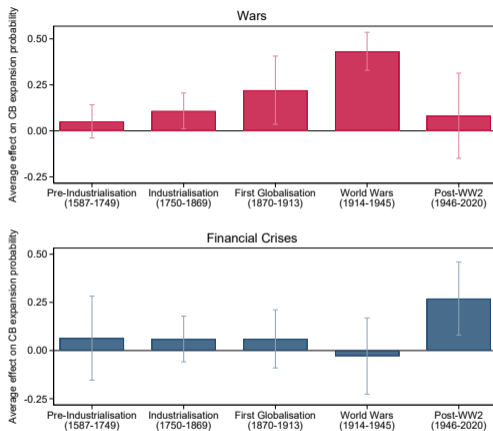 Wars
Average effect on CB expansion probability
0.50
0.25
0.00
-0.25
Pre-Industrialisation Industrialisation First Globalisation World Wars Post-WW2
(1587-1749) (1750-1869) (1870-1913) (1914-1945) (1946-2020)
Financial Crises
Average effect on CB expansion probability
0.50
0.25
0.00
-0.25
Pre-Industrialisation Industrialisation First Globalisation World Wars Post-WW2
(1587-1749) (1750-1869) (1870-1913) (1914-1945) (1946-2020)